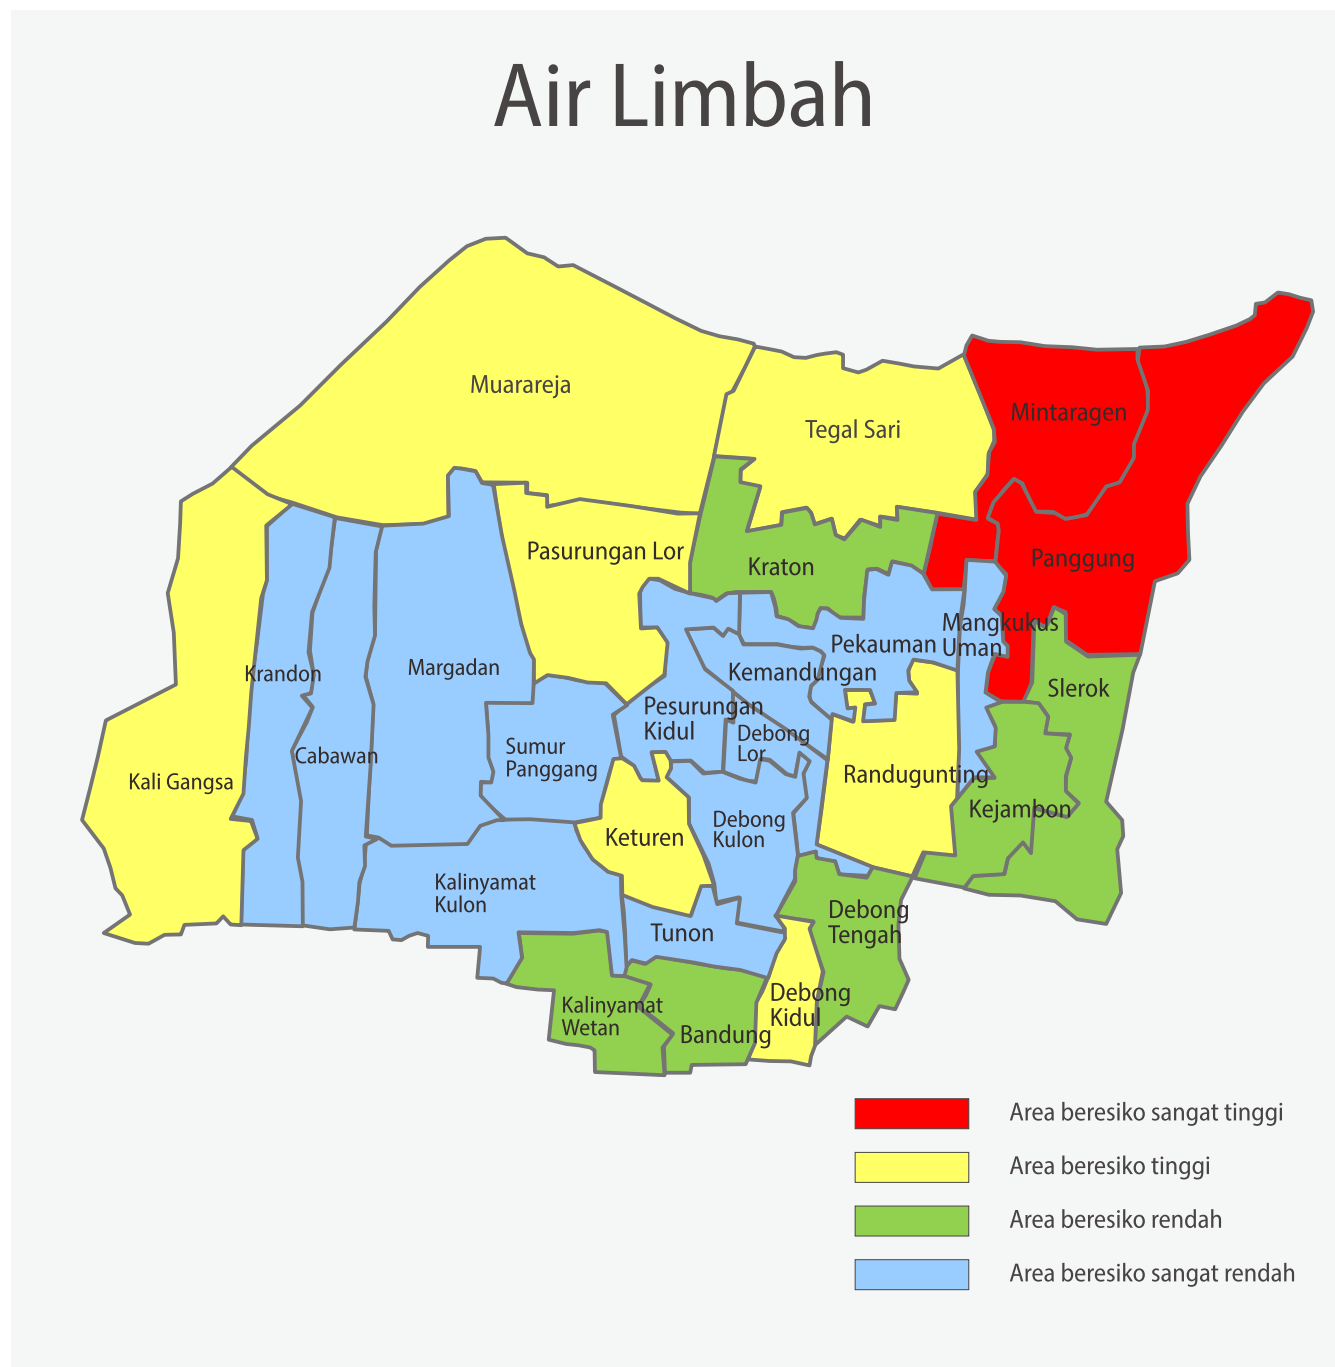 Air Limbah
Muarareja
Mintaragen
Tegal Sari
Pasurungan Lor
Panggung
Kraton
Mangkukus
Uman
Pekauman
Krandon
Margadan
Kemandungan
Slerok
Pesurungan
Kidul
Debong
Lor
Sumur
Panggang
Cabawan
Kali Gangsa
Randugunting
Kejambon
Debong
Kulon
Keturen
Kalinyamat
Kulon
Debong
Tengah
Tunon
Debong
Kidul
Kalinyamat
Wetan
Bandung
Area beresiko sangat tinggi
Area beresiko tinggi
Area beresiko rendah
Area beresiko sangat rendah